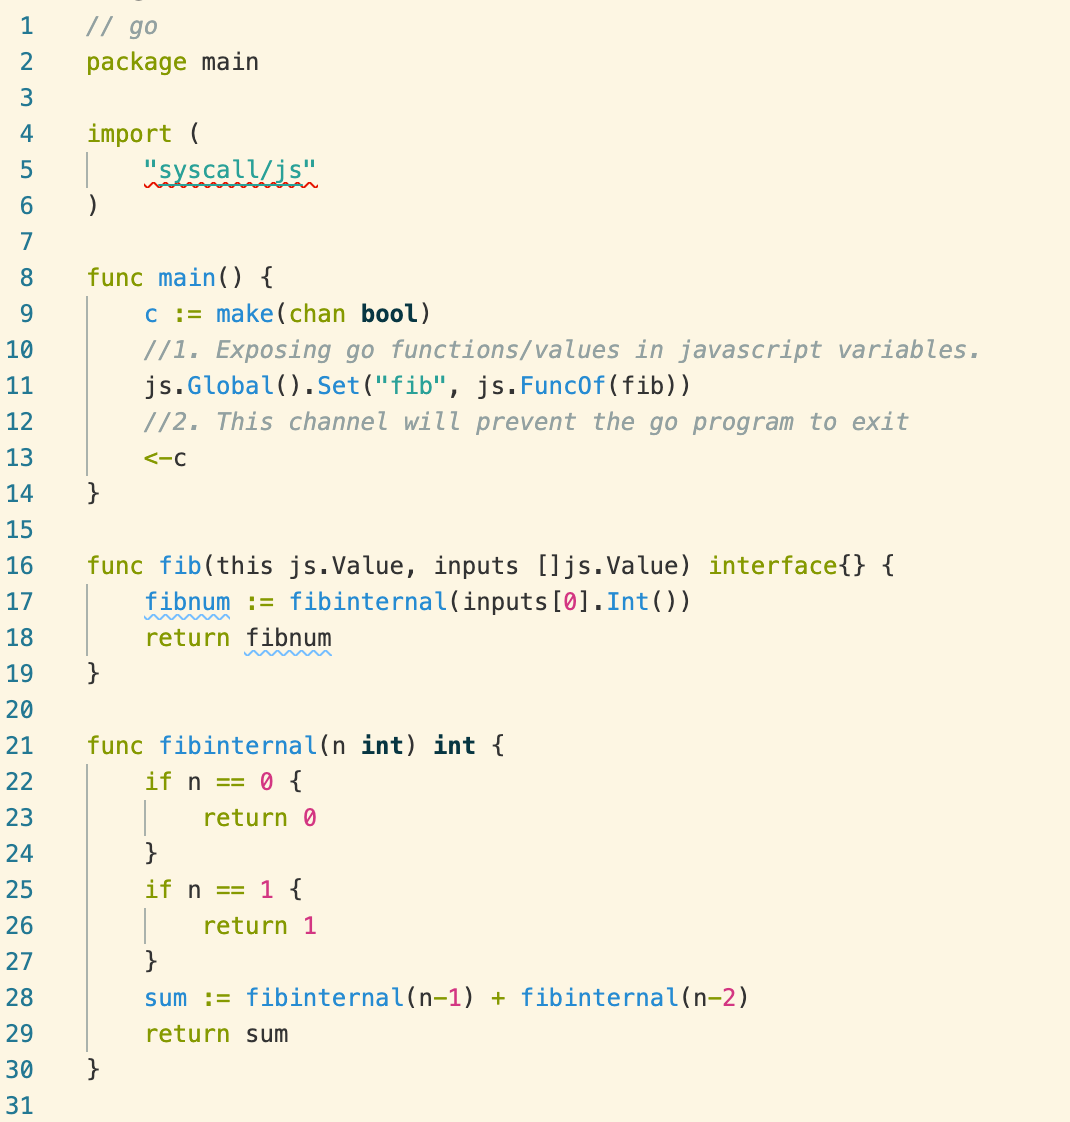 1 // go
2 package main
3
4 import (
5 "syscall/js"
6 )
7
8 func main() {
9 c := make(chan bool)
10 //1. Exposing go functions/values in javascript variables.
11 js.Global().Set("fib", js.FuncOf(fib))
12 //2. This channel will prevent the go program to exit
13 <-c
14 }
15
16 func fib(this js.Value, inputs []js.Value) interface{} {
17 fibnum := fibinternal(inputs[0].Int())
18 return fibnum
19 }
20
21 func fibinternal(n int) int {
22 if n == 0 {
23 return 0
24 }
25 if n == 1 {
26 return 1
27 }
28 sum := fibinternal(n-1) + fibinternal(n-2)
29 return sum
30 }
31